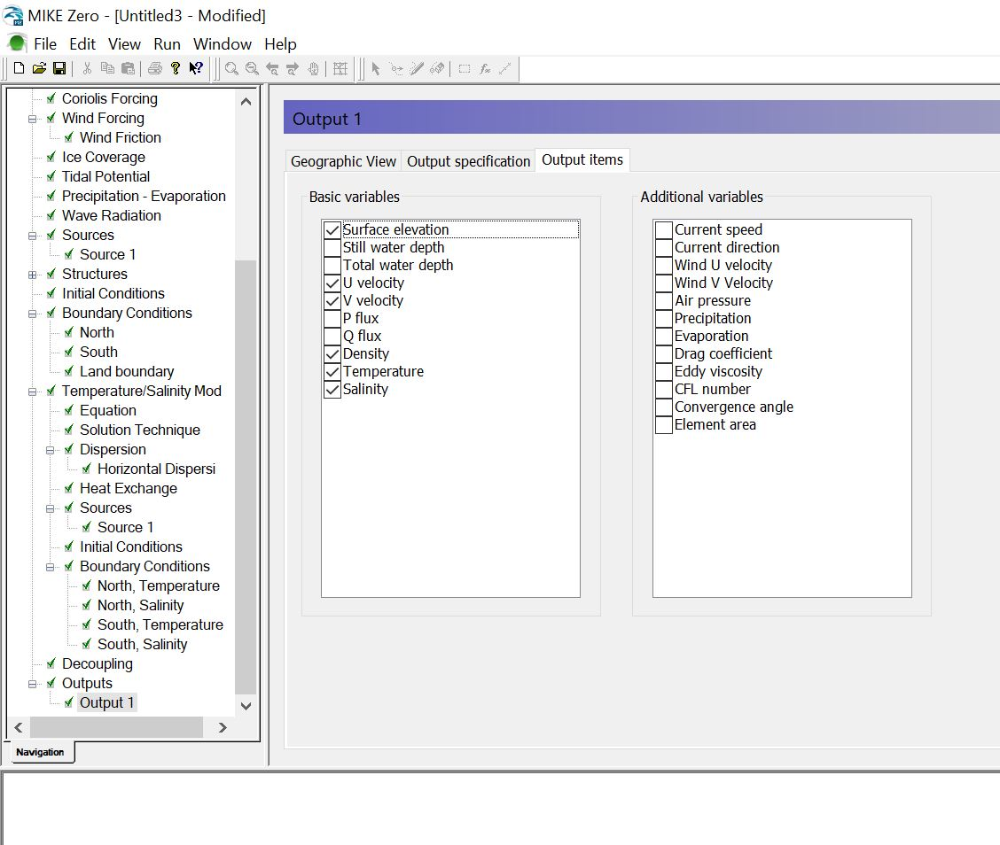 MIKE Zero - [Untitled3 - Modified]
File Edit View Run Window Help
Coriolis Forcing
Wind Forcing
Wind Friction
Ice Coverage
Tidal Potential
Precipitation - Evaporation
Wave Radiation
Sources
Source 1
Structures
Initial Conditions
Boundary Conditions
North
South
Land boundary
Temperature/Salinity Mod
Equation
Solution Technique
Dispersion
Horizontal Dispersi
Heat Exchange
Sources
Source 1
Initial Conditions
Boundary Conditions
North, Temperature
North, Salinity
South, Temperature
South, Salinity
Decoupling
Outputs
Output 1
Navigation
Output 1
Geographic View Output specification Output items
Basic variables
Surface elevation
Still water depth
Total water depth
U velocity
V velocity
P flux
Q flux
Density
Temperature
Salinity
Additional variables
Current speed
Current direction
Wind U velocity
Wind V Velocity
Air pressure
Precipitation
Evaporation
Drag coefficient
Eddy viscosity
CFL number
Convergence angle
Element area